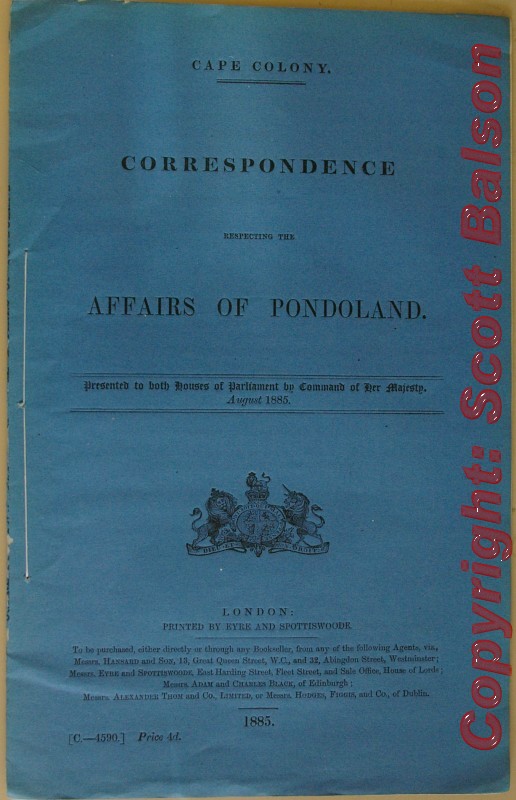 CAPE COLONY.
CORRESPONDENCE
RESPECTING THE
AFFAIRS OF PONDOLAND.
Presented to both Houses of Parliament by Command of Her Majesty.
August 1885.
LONDON:
PRINTED BY EYRE AND SPOTTISWOODE.
To be purchased, either directly or through any Bookseller, from any of the following Agents, viz.,
Messrs. HANSARD and SON, 13, Great Queen Street, W.C., and 32, Abingdon Street, Westminster;
Messrs. EYRE and SPOTTISWOODE, East Harding Street, Fleet Street, and Sale Office, House of Lords;
Messrs. ADAM and CHARLES BLACK, of Edinburgh;
Messrs. ALEXANDER THOM and Co., LIMITED, or Messrs. HODGES, FIGGIS, and Co., of Dublin.
1885.
[C.—4590.] Price 4d.
Copyright: Scott Balson